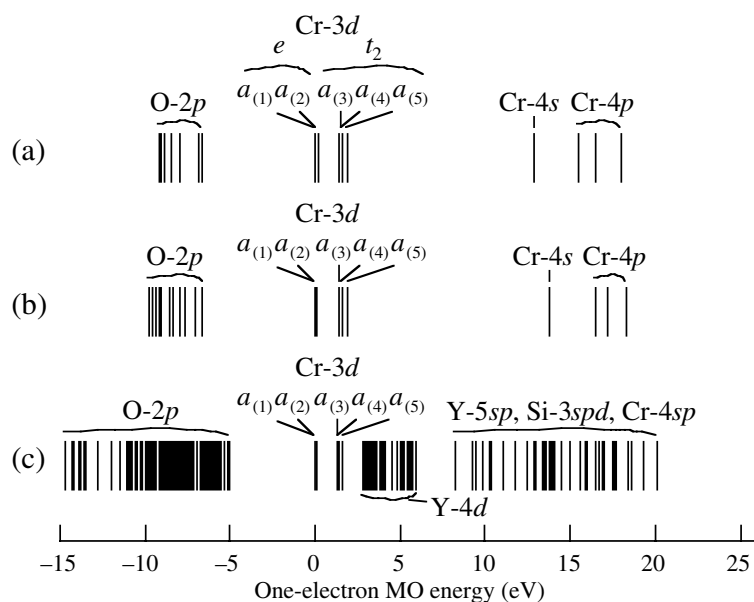 Cr-3d
e t₂
a₍₁₎ a₍₂₎ a₍₃₎ a₍₄₎ a₍₅₎
O-2p Cr-4s Cr-4p
(a)
Cr-3d
a₍₁₎ a₍₂₎ a₍₃₎ a₍₄₎ a₍₅₎
O-2p Cr-4s Cr-4p
(b)
Cr-3d
a₍₁₎ a₍₂₎ a₍₃₎ a₍₄₎ a₍₅₎
O-2p Y-5sp, Si-3spd, Cr-4sp
(c)
Y-4d
−15 −10 −5 0 5 10 15 20 25
One-electron MO energy (eV)